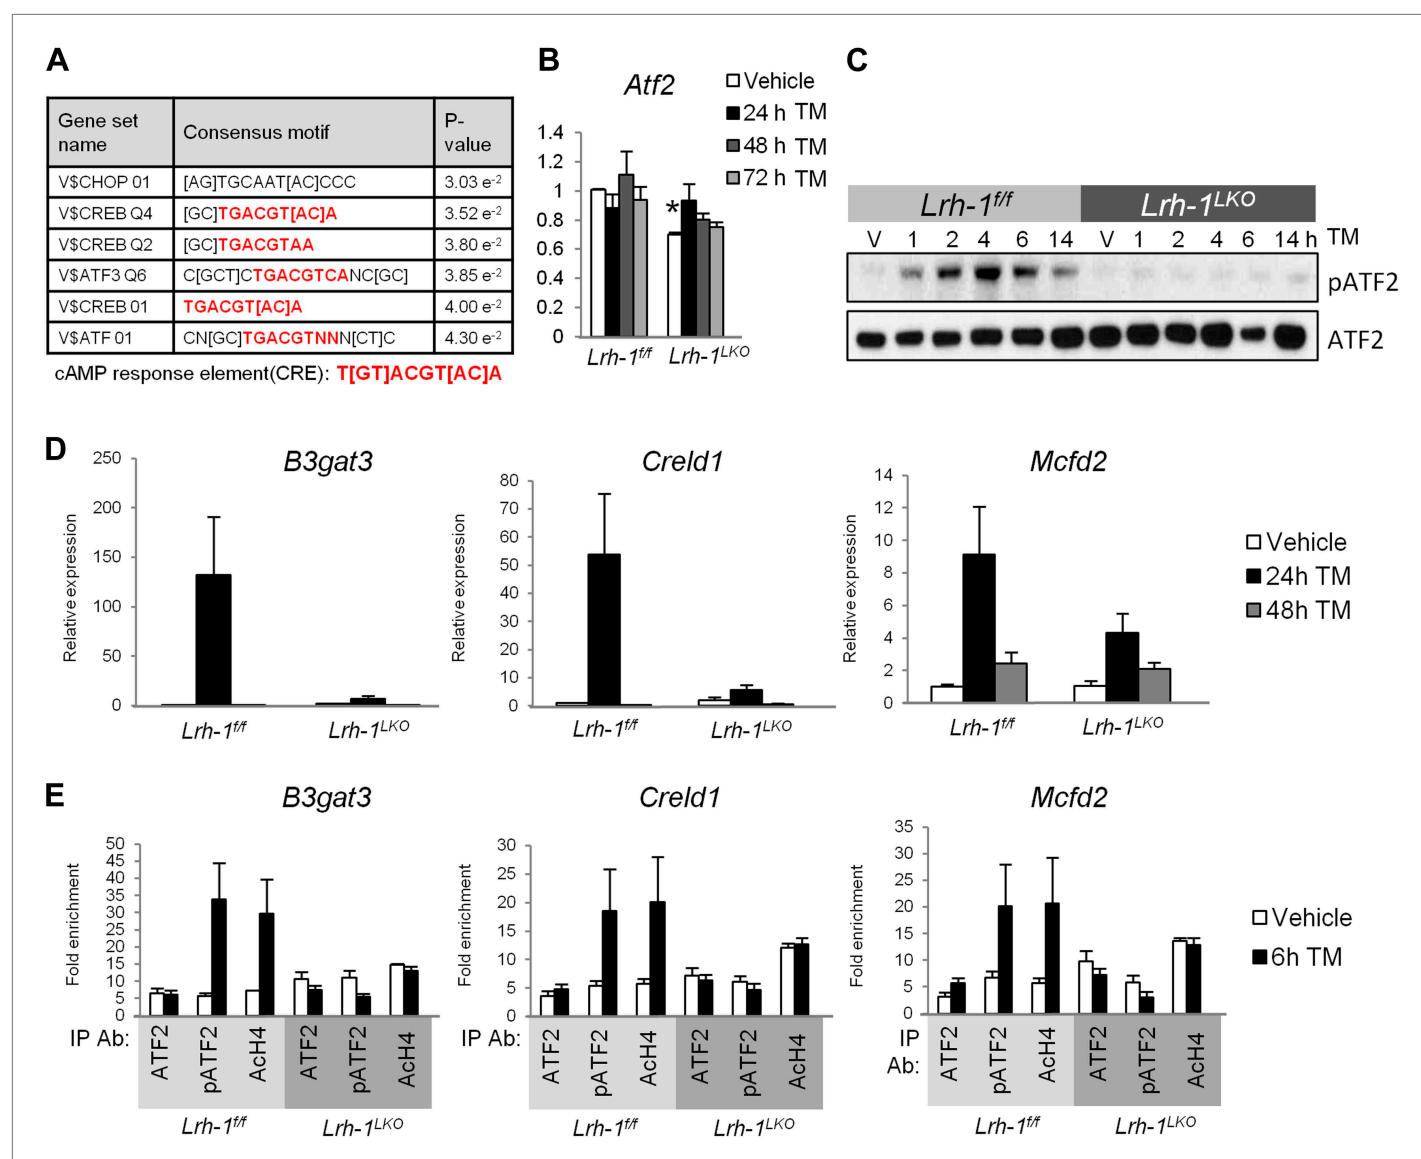 A
Gene set name Consensus motif P-value
V$CHOP 01 [AG]TGCAAT[AC]CCC 3.03 e-2
V$CREB Q4 [GC]TGACGT[AC]A 3.52 e-2
V$CREB Q2 [GC]TGACGTAA 3.80 e-2
V$ATF3 Q6 C[GCT]CTGACGTCANC[GC] 3.85 e-2
V$CREB 01 TGACGT[AC]A 4.00 e-2
V$ATF 01 CN[GC]TGACGTNNN[CT]C 4.30 e-2
cAMP response element(CRE): T[GT]ACGT[AC]A
B
Atf2
Vehicle
24 h TM
48 h TM
72 h TM
1.4
1.2
1
0.8
0.6
0.4
0.2
0
*
Lrh-1f/f Lrh-1LKO
C
Lrh-1f/f Lrh-1LKO
V 1 2 4 6 14 V 1 2 4 6 14 h TM
pATF2
ATF2
D
B3gat3
Relative expression
250
200
150
100
50
0
Lrh-1f/f Lrh-1LKO
Creld1
Relative expression
80
70
60
50
40
30
20
10
0
Lrh-1f/f Lrh-1LKO
Mcfd2
Relative expression
14
12
10
8
6
4
2
0
Lrh-1f/f Lrh-1LKO
Vehicle
24h TM
48h TM
E
B3gat3
Fold enrichment
50
45
40
35
30
25
20
15
10
5
0
IP Ab: ATF2 pATF2 AcH4 ATF2 pATF2 AcH4
Lrh-1f/f Lrh-1LKO
Creld1
Fold enrichment
30
25
20
15
10
5
0
IP Ab: ATF2 pATF2 AcH4 ATF2 pATF2 AcH4
Lrh-1f/f Lrh-1LKO
Mcfd2
Fold enrichment
35
30
25
20
15
10
5
0
IP
Ab: ATF2 pATF2 AcH4 ATF2 pATF2 AcH4
Lrh-1f/f Lrh-1LKO
Vehicle
6h TM